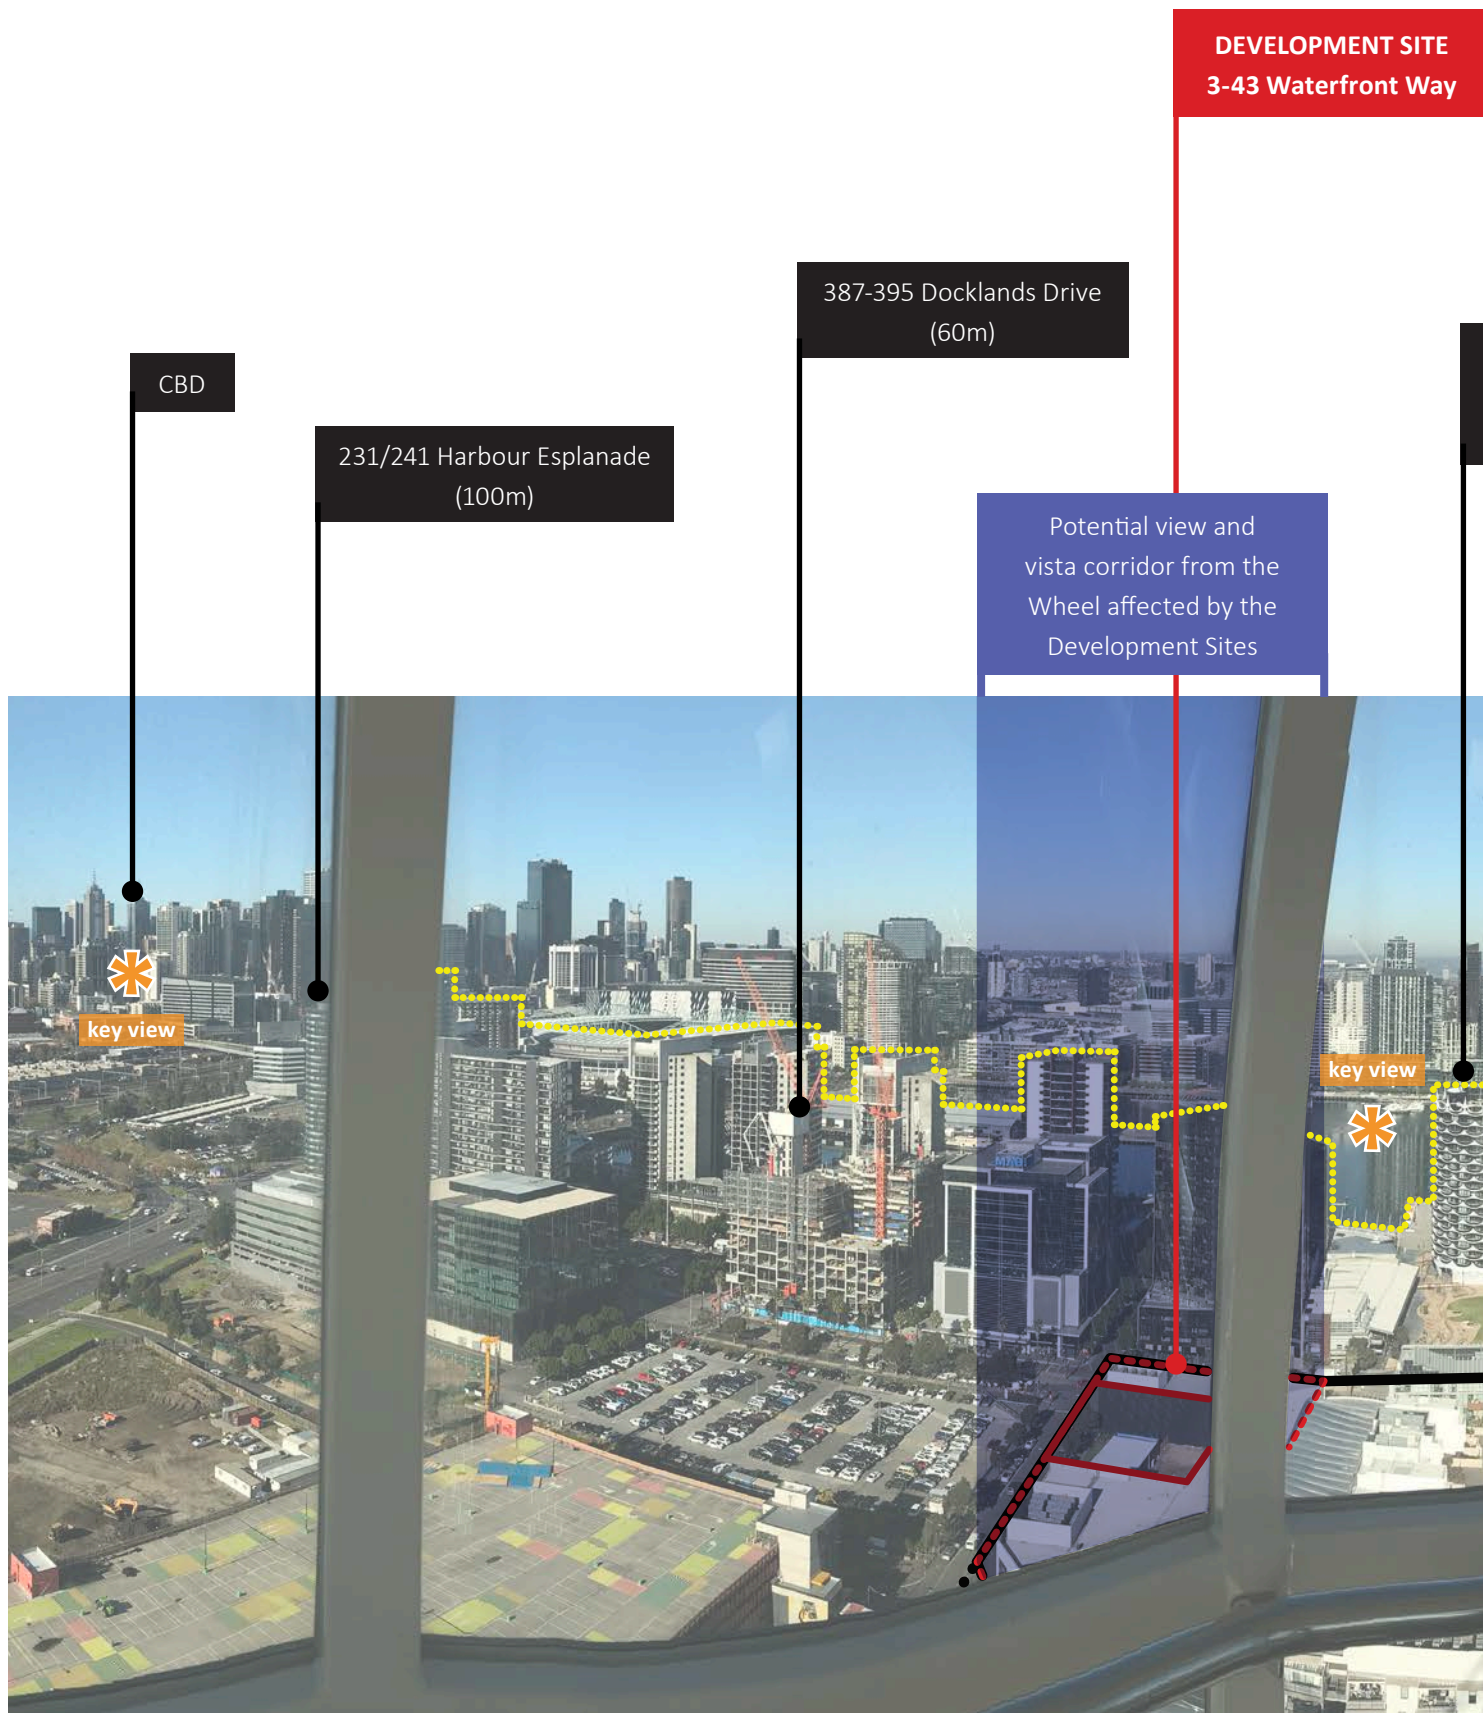 DEVELOPMENT SITE
3-43 Waterfront Way
387-395 Docklands Drive
(60m)
CBD
231/241 Harbour Esplanade
(100m)
Potential view and
vista corridor from the
Wheel affected by the
Development Sites
key view
key view
MAB